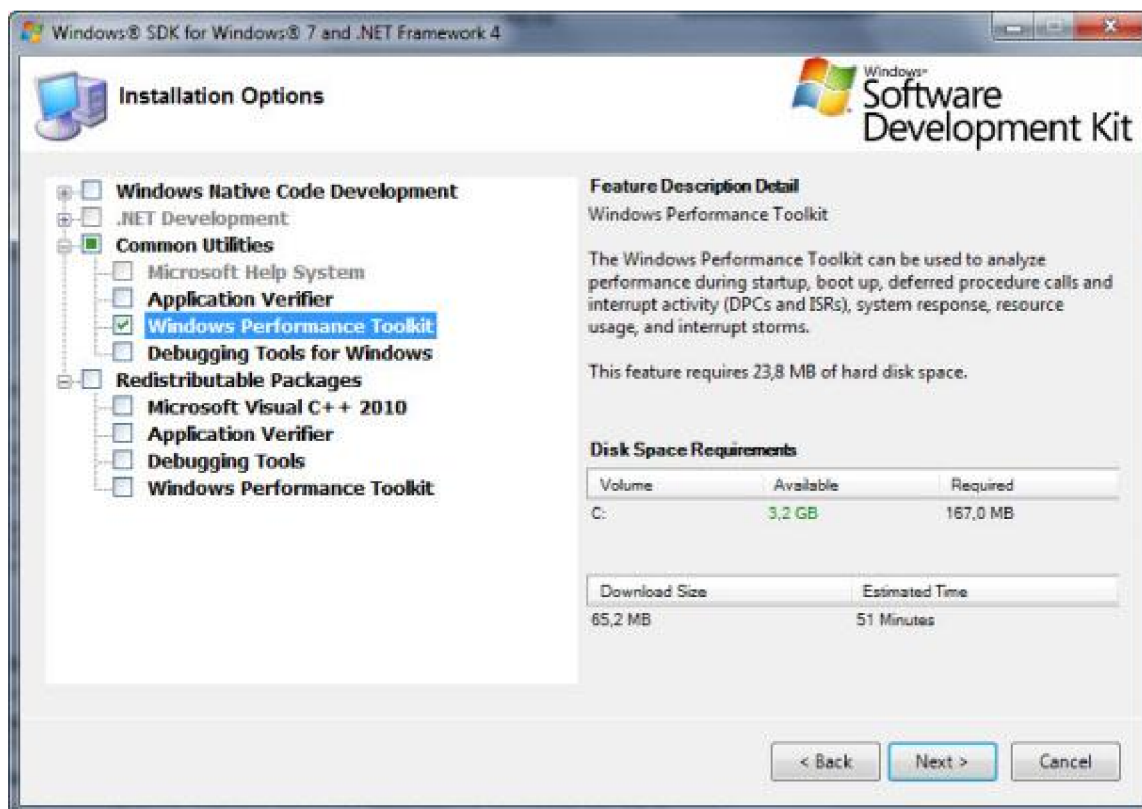 Windows® SDK for Windows® 7 and .NET Framework 4
Installation Options
Windows
Software
Development Kit
Windows Native Code Development
.NET Development
Common Utilities
Microsoft Help System
Application Verifier
Windows Performance Toolkit
Debugging Tools for Windows
Redistributable Packages
Microsoft Visual C++ 2010
Application Verifier
Debugging Tools
Windows Performance Toolkit
Feature Description Detail
Windows Performance Toolkit
The Windows Performance Toolkit can be used to analyze
performance during startup, boot up, deferred procedure calls and
interrupt activity (DPCs and ISRs), system response, resource
usage, and interrupt storms.
This feature requires 23,8 MB of hard disk space.
Disk Space Requirements
Volume Available Required
C: 3,2 GB 167,0 MB
Download Size Estimated Time
65,2 MB 51 Minutes
< Back Next > Cancel